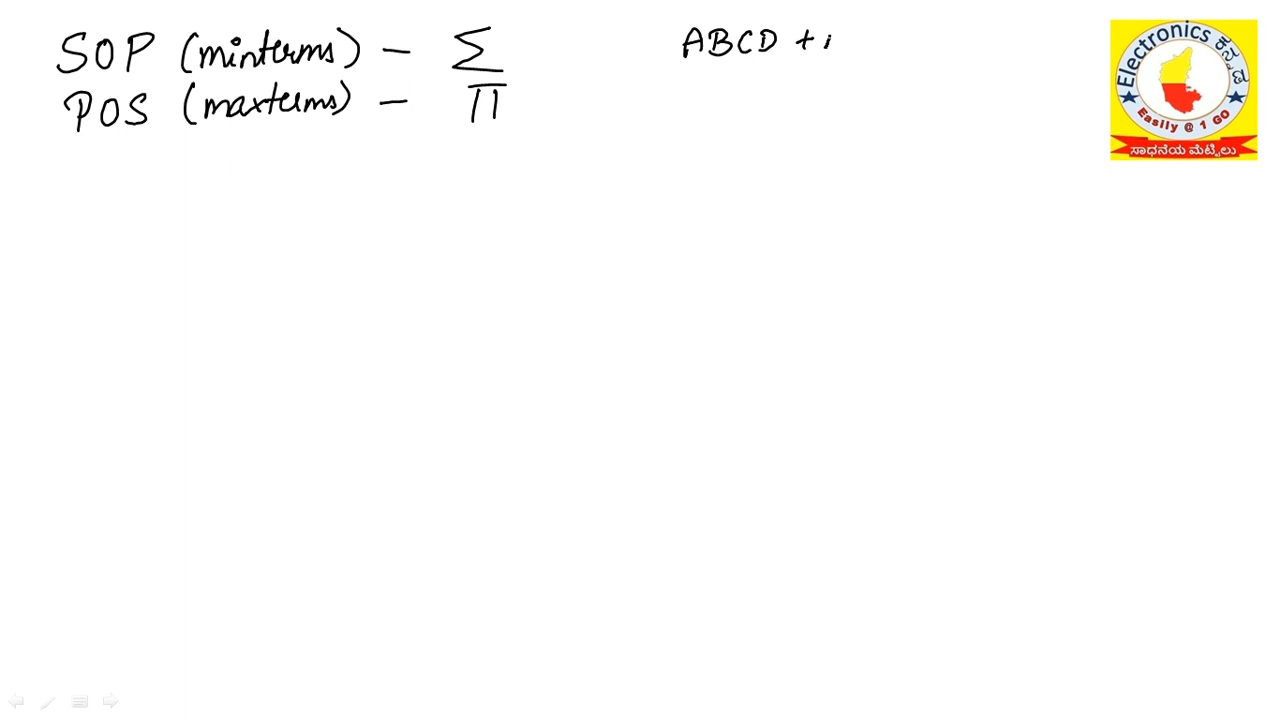 SOP (minterms) - Σ
POS (maxterms) - Π
ABCD +
Electronics ಕನ್ನಡ
Easily @ 1 GO
ಸಾಧನೆಯ ಮೆಟ್ಟಿಲು